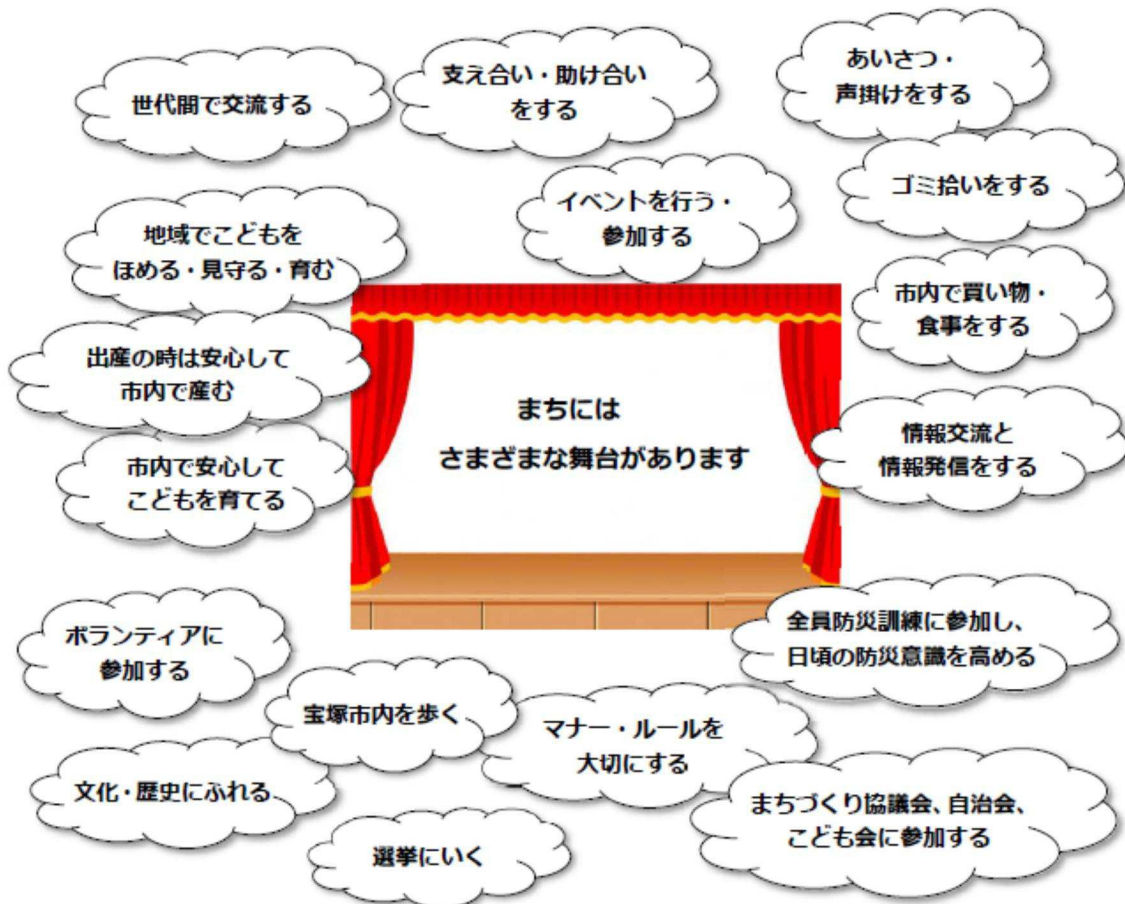 世代間で交流する
支え合い・助け合い
をする
あいさつ・
声掛けをする
ゴミ拾いをする
イベントを行う・
参加する
地域でこどもを
ほめる・見守る・育む
市内で買い物・
食事をする
出産の時は安心して
市内で産む
まちには
さまざまな舞台があります
情報交流と
情報発信をする
市内で安心して
こどもを育てる
ボランティアに
参加する
全員防災訓練に参加し、
日頃の防災意識を高める
宝塚市内を歩く
マナー・ルールを
大切にする
文化・歴史にふれる
まちづくり協議会、自治会、
こども会に参加する
選挙にいく